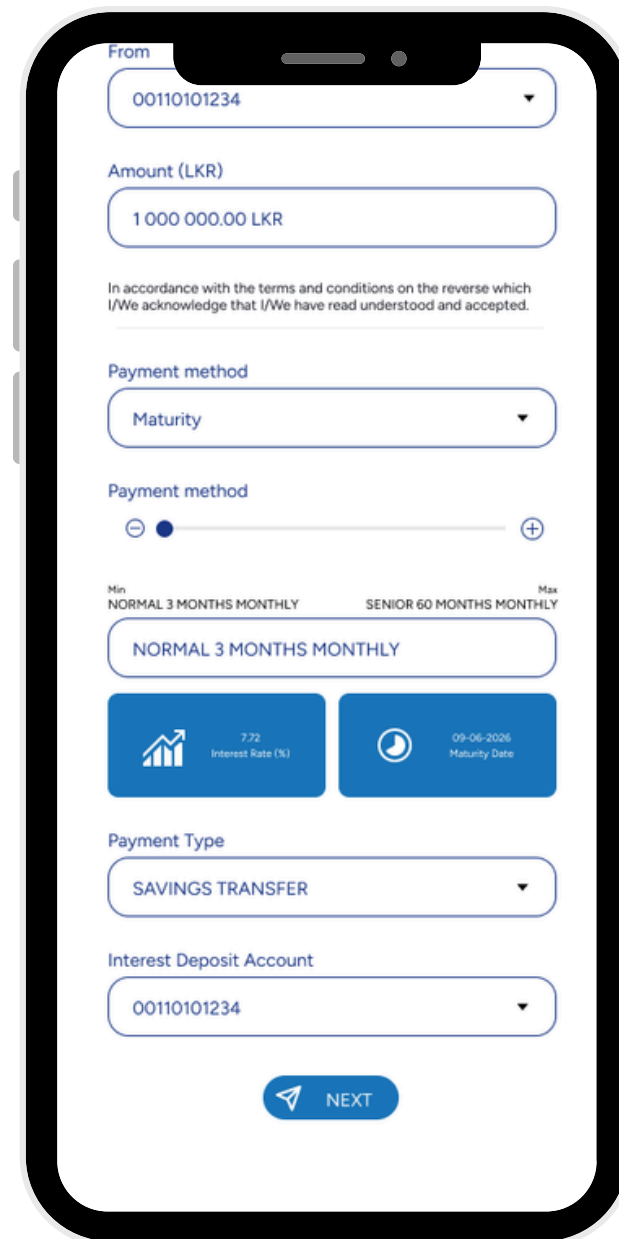 From
00110101234
Amount (LKR)
1 000 000.00 LKR
In accordance with the terms and conditions on the reverse which
I/We acknowledge that I/We have read understood and accepted.
Payment method
Maturity
Payment method
Min
Max
NORMAL 3 MONTHS MONTHLY
SENIOR 60 MONTHS MONTHLY
NORMAL 3 MONTHS MONTHLY
7.72
Interest Rate (%)
09-06-2026
Maturity Date
Payment Type
SAVINGS TRANSFER
Interest Deposit Account
00110101234
NEXT